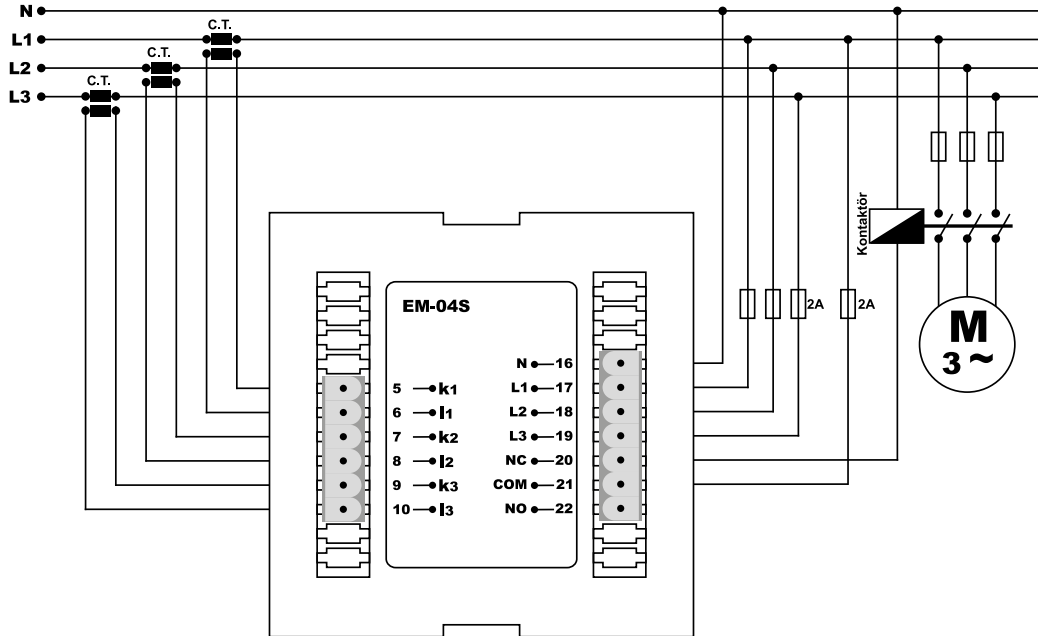 N
L1
L2
L3
C.T.
C.T.
C.T.
Kontaktör
2A
2A
M
3 ~
EM-04S
N 16
5 k1 L1 17
6 l1 L2 18
7 k2 L3 19
8 l2 NC 20
9 k3 COM 21
10 l3 NO 22